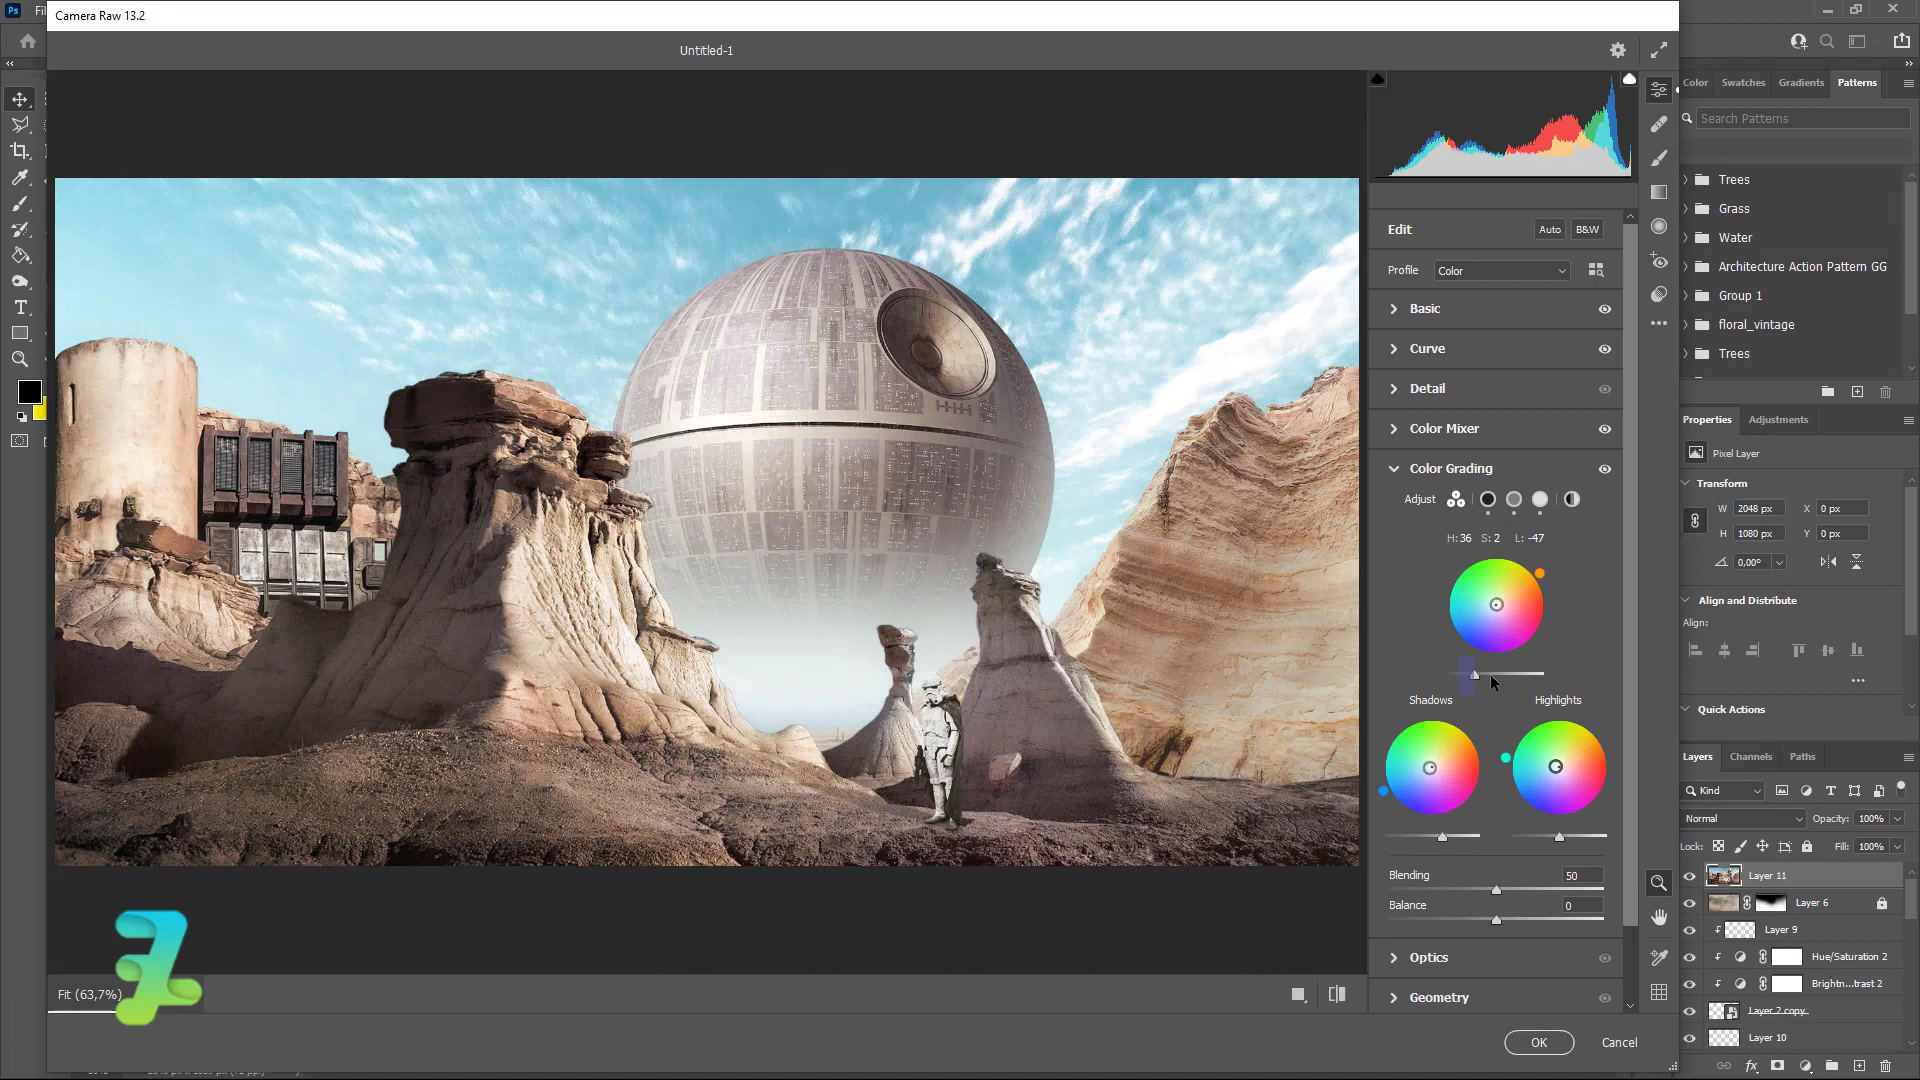 Ps
Camera Raw 13.2
Untitled-1
Color
Swatches
Gradients
Patterns
Search Patterns
Trees
Grass
Water
Architecture Action Pattern GG
Group 1
floral_vintage
Trees
Edit
Auto
B&W
Profile
Color
Basic
Curve
Detail
Color Mixer
Color Grading
Adjust
H: 36 S: 2 L: -47
Shadows
Highlights
Blending
50
Balance
0
Optics
Geometry
Fit (63,7%)
OK
Cancel
Properties
Adjustments
Pixel Layer
Transform
W 2048 px X 0 px
H 1080 px Y 0 px
0,00°
Align and Distribute
Align:
Quick Actions
Layers
Channels
Paths
Kind
Normal
Opacity: 100%
Lock:
Fill: 100%
Layer 11
Layer 6
Layer 9
Hue/Saturation 2
Brightn...trast 2
Layer 2 copy
Layer 10